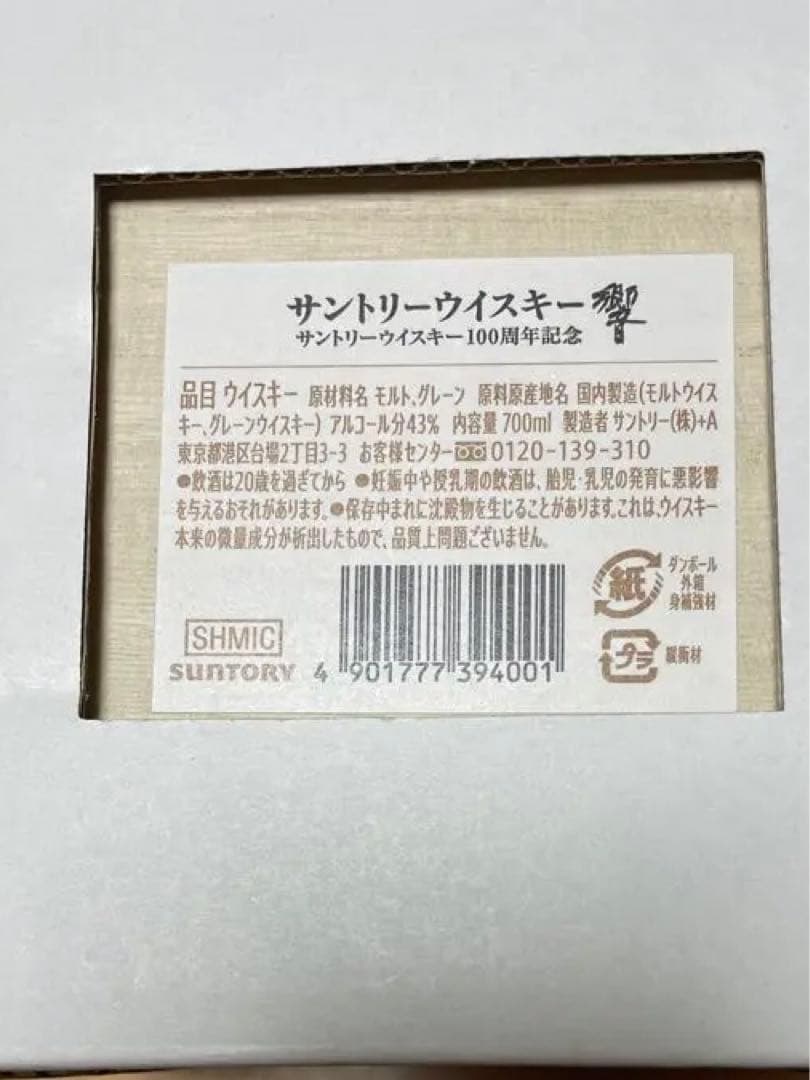 サントリーウイスキー響
サントリーウイスキー100周年記念
品目 ウイスキー 原材料名 モルト、グレーン 原料原産地名 国内製造(モルトウイス
キー、グレーンウイスキー) アルコール分43% 内容量 700ml 製造者 サントリー(株)+A
東京都港区台場2丁目3-3 お客様センター 0120-139-310
●飲酒は20歳を過ぎてから ●妊娠中や授乳期の飲酒は、胎児・乳児の発育に悪影響
を与えるおそれがあります。●保存中まれに沈殿物を生じることがあります。これは、ウイスキー
本来の微量成分が析出したもので、品質上問題ございません。
紙
ダンボール
外箱
身補強材
プラ
緩衝材
SHMIC
SUNTORY
4 901777 394001